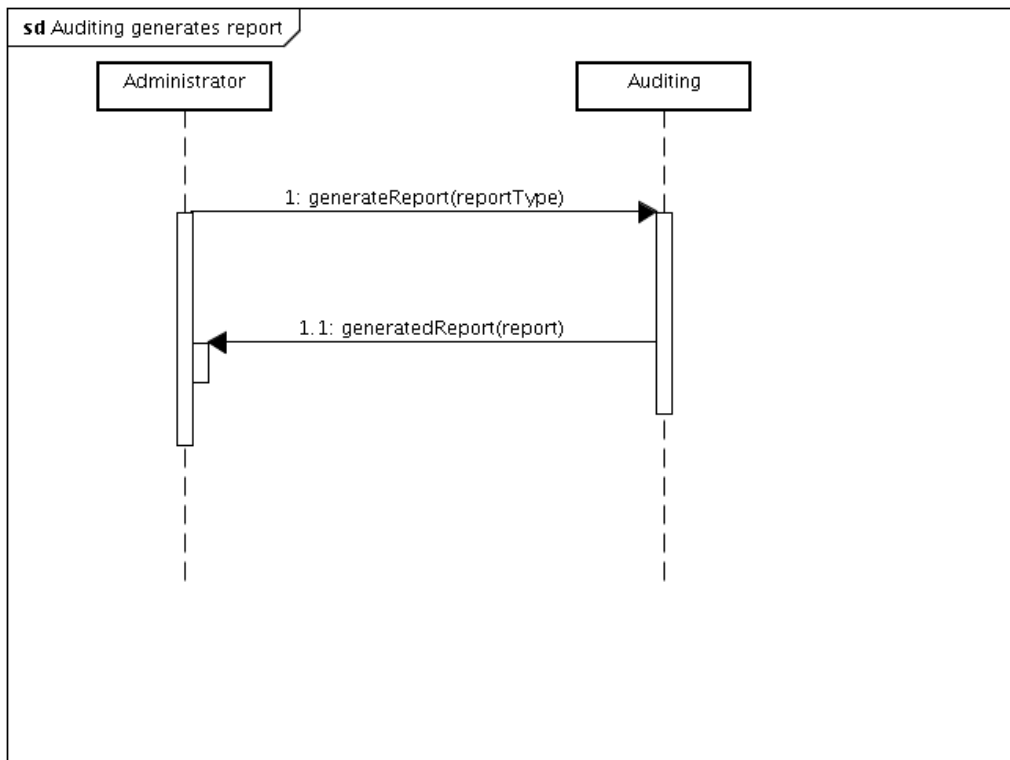 sd Auditing generates report
Administrator
Auditing
1: generateReport(reportType)
1.1: generatedReport(report)